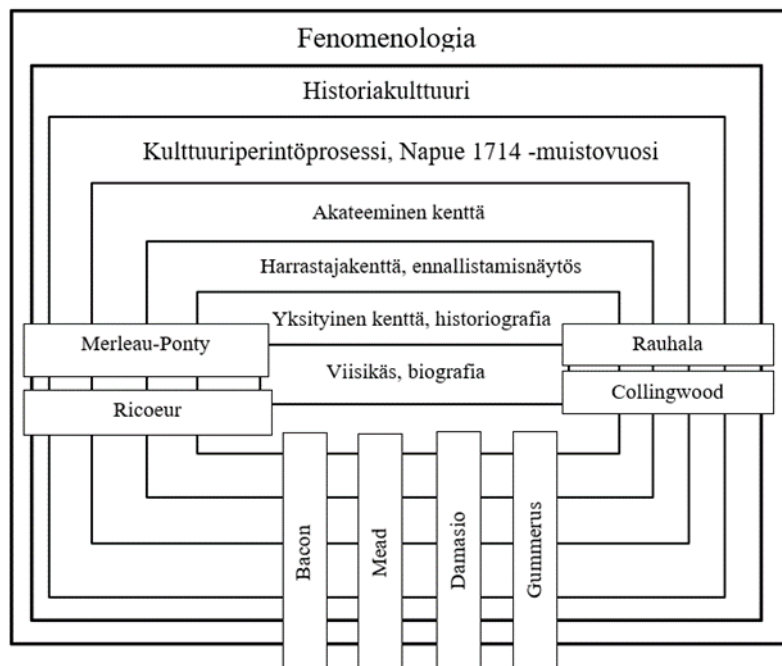 Fenomenologia
Historiakulttuuri
Kulttuuriperintöprosessi, Napue 1714 -muistovuosi
Akateeminen kenttä
Harrastajakenttä, ennallistamisnäytös
Yksityinen kenttä, historiografia
Merleau-Ponty
Rauhala
Viisikäs, biografia
Ricoeur
Collingwood
Bacon
Mead
Damasio
Gummerus